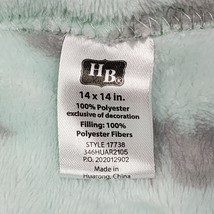 HB
14 x 14 in.
100% Polyester
exclusive of decoration
Filling: 100%
Polyester Fibers
STYLE 17738
346HUAR2105
P.O. 202012902
Made in
Huarong, China